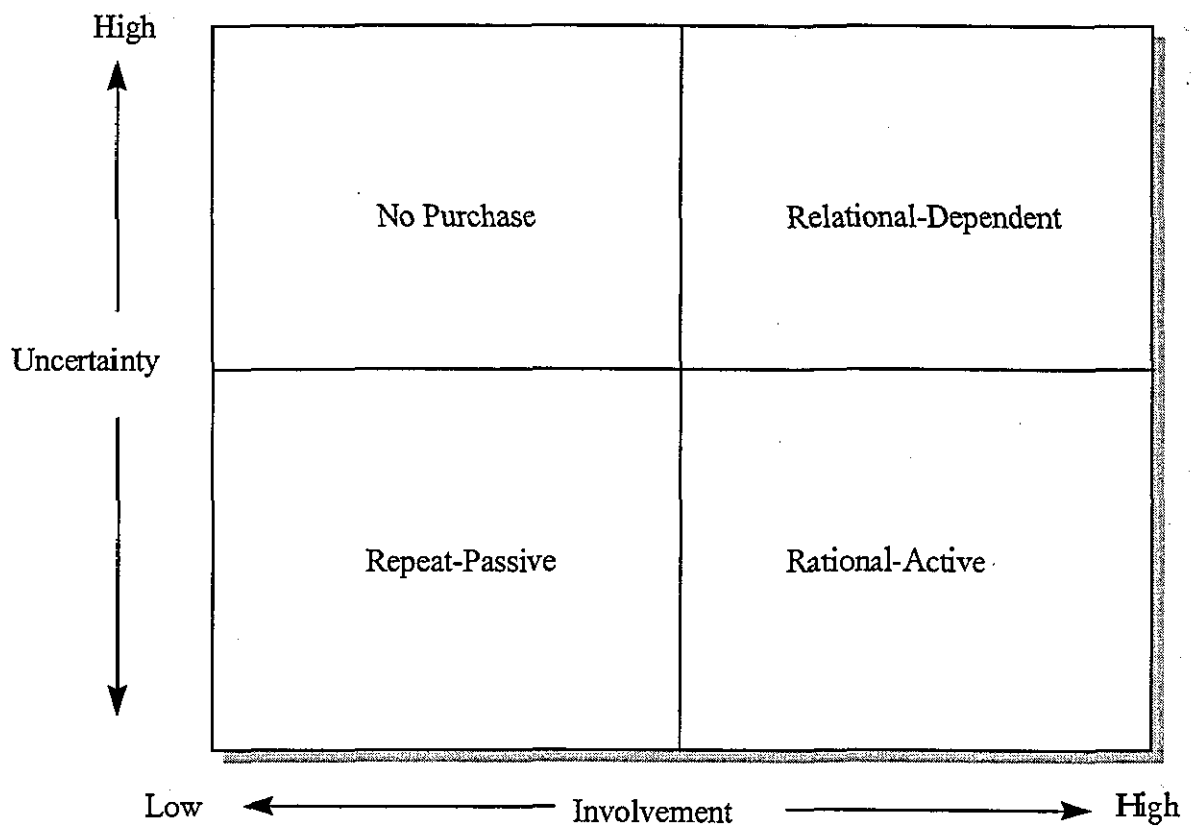 High
No Purchase
Relational-Dependent
Uncertainty
Repeat-Passive
Rational-Active
Low
Involvement
High